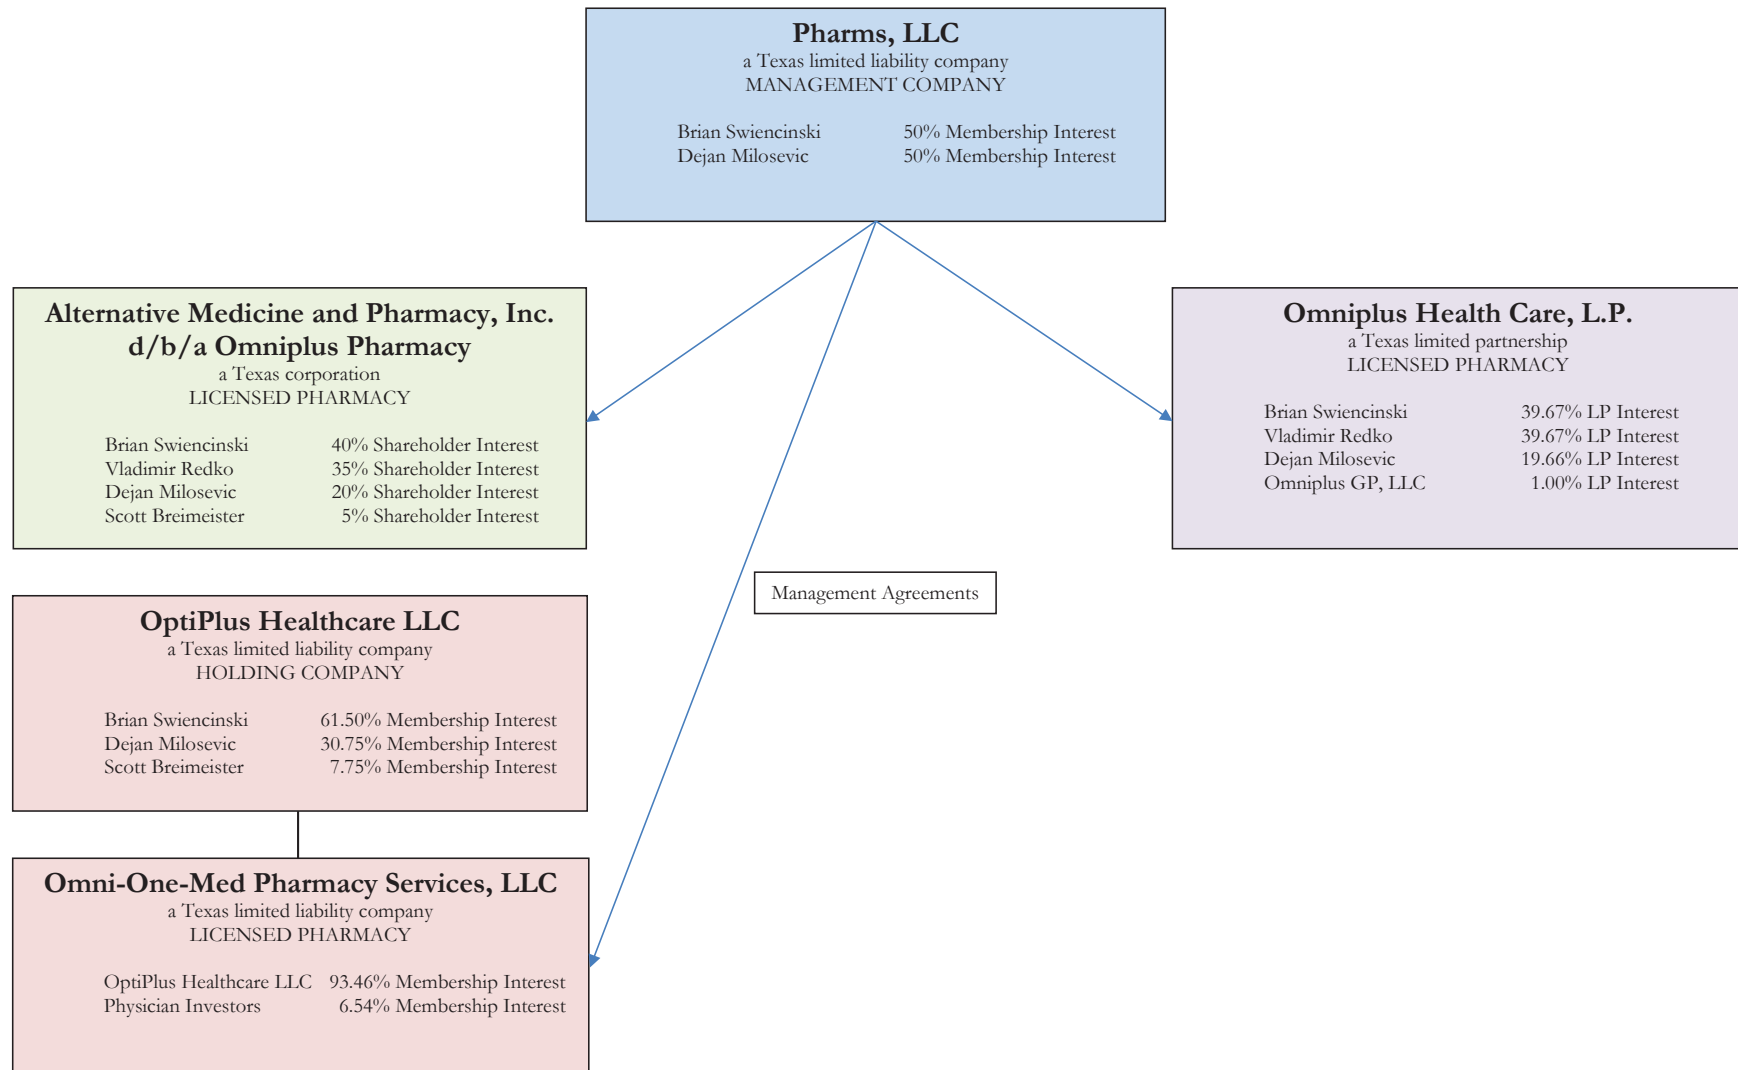 Pharms, LLC
a Texas limited liability company
MANAGEMENT COMPANY
Brian Swiencinski 50% Membership Interest
Dejan Milosevic 50% Membership Interest
Alternative Medicine and Pharmacy, Inc.
d/b/a Omniplus Pharmacy
a Texas corporation
LICENSED PHARMACY
Brian Swiencinski 40% Shareholder Interest
Vladimir Redko 35% Shareholder Interest
Dejan Milosevic 20% Shareholder Interest
Scott Breimeister 5% Shareholder Interest
Omniplus Health Care, L.P.
a Texas limited partnership
LICENSED PHARMACY
Brian Swiencinski 39.67% LP Interest
Vladimir Redko 39.67% LP Interest
Dejan Milosevic 19.66% LP Interest
Omniplus GP, LLC 1.00% LP Interest
Management Agreements
OptiPlus Healthcare LLC
a Texas limited liability company
HOLDING COMPANY
Brian Swiencinski 61.50% Membership Interest
Dejan Milosevic 30.75% Membership Interest
Scott Breimeister 7.75% Membership Interest
Omni-One-Med Pharmacy Services, LLC
a Texas limited liability company
LICENSED PHARMACY
OptiPlus Healthcare LLC 93.46% Membership Interest
Physician Investors 6.54% Membership Interest